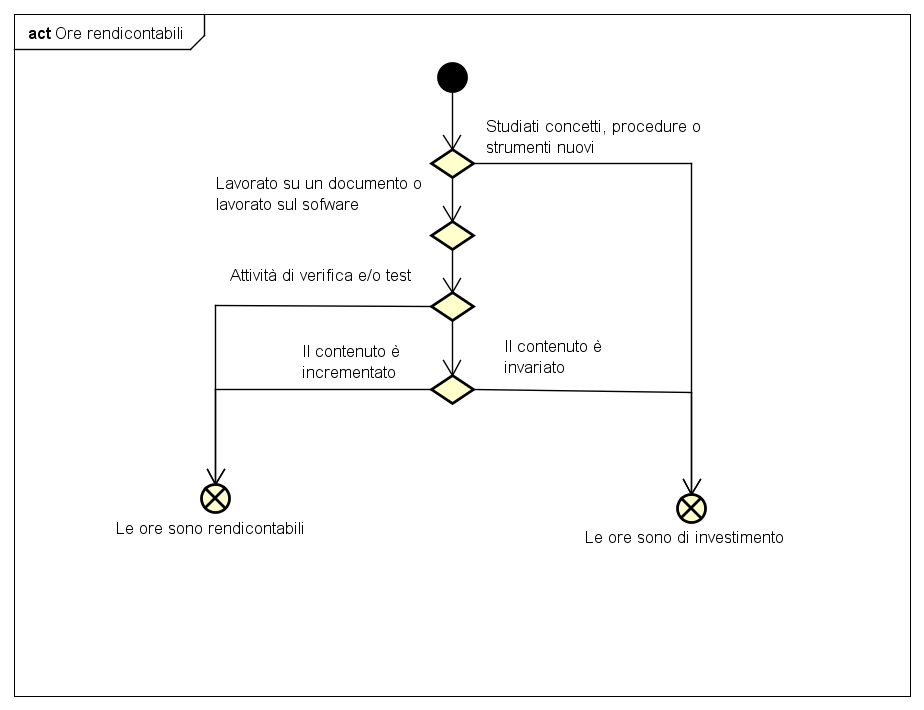 act Ore rendicontabili
Studiati concetti, procedure o
strumenti nuovi
Lavorato su un documento o
lavorato sul sofware
Attività di verifica e/o test
Il contenuto è
incrementato
Il contenuto è
invariato
Le ore sono rendicontabili
Le ore sono di investimento